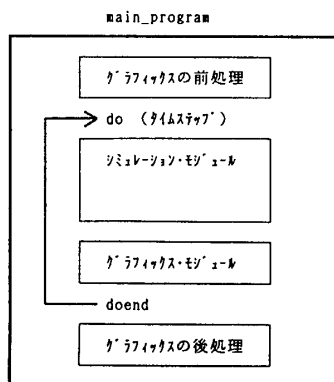 main_program
ｸﾞﾗﾌｨｯｸｽの前処理
do （ﾀｲﾑｽﾃｯﾌﾟ）
ｼﾐｭﾚｰｼｮﾝ・ﾓｼﾞｭｰﾙ
ｸﾞﾗﾌｨｯｸｽ・ﾓｼﾞｭｰﾙ
doend
ｸﾞﾗﾌｨｯｸｽの後処理